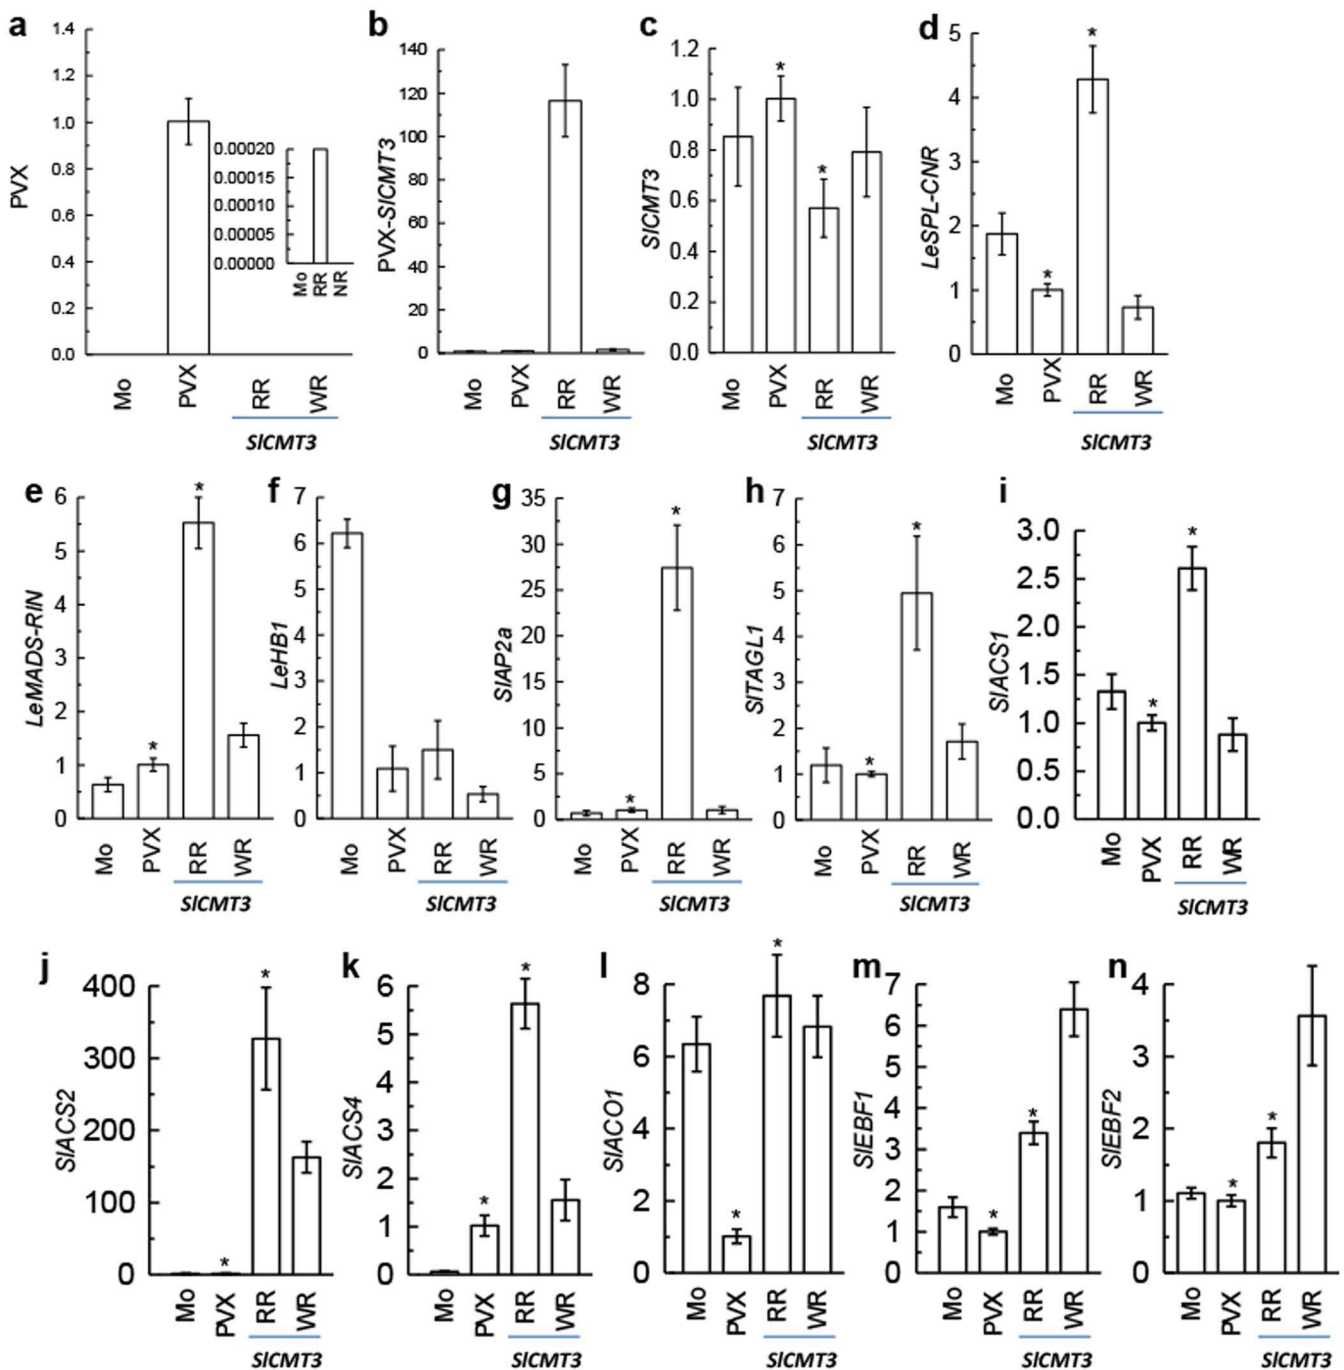 a
PVX
1.4
1.2
1.0
0.8
0.6
0.4
0.2
0.0
0.00020
0.00015
0.00010
0.00005
0.00000
Mo RR NR
Mo PVX RR WR
SlCMT3
b
PVX-SlCMT3
140
120
100
80
60
40
20
0
Mo PVX RR WR
SlCMT3
c
SlCMT3
1.2
1.0
0.8
0.6
0.4
0.2
0.0
* *
Mo PVX RR WR
SlCMT3
d
LeSPL-CNR
5
4
3
2
1
0
* *
Mo PVX RR WR
SlCMT3
e
LeMADS-RIN
6
5
4
3
2
1
0
* *
Mo PVX RR WR
SlCMT3
f
LeHB1
7
6
5
4
3
2
1
0
Mo PVX RR WR
SlCMT3
g
SlAP2a
35
30
25
20
15
10
5
0
* *
Mo PVX RR WR
SlCMT3
h
SlTAGL1
7
6
5
4
3
2
1
0
* *
Mo PVX RR WR
SlCMT3
i
SlACS1
3.0
2.5
2.0
1.5
1.0
0.5
0.0
* *
Mo PVX RR WR
SlCMT3
j
SlACS2
400
300
200
100
0
* *
Mo PVX RR WR
SlCMT3
k
SlACS4
6
5
4
3
2
1
0
* *
Mo PVX RR WR
SlCMT3
l
SlACO1
8
6
4
2
0
* *
Mo PVX RR WR
SlCMT3
m
SlEBF1
7
6
5
4
3
2
1
0
* *
Mo PVX RR WR
SlCMT3
n
SlEBF2
4
3
2
1
0
* *
Mo PVX RR WR
SlCMT3